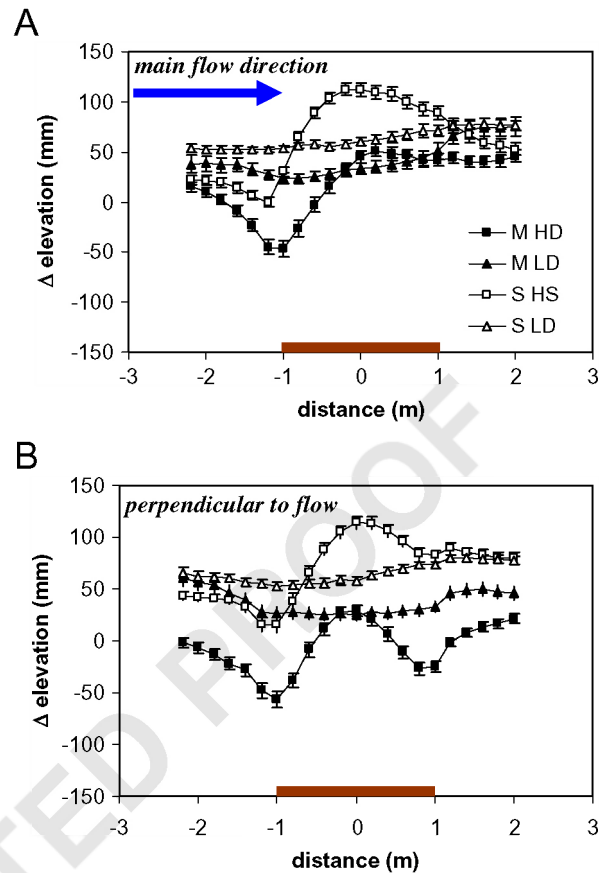 A
main flow direction
150
100
50
0
-50
-100
-150
Δ elevation (mm)
M HD
M LD
S HS
S LD
-3 -2 -1 0 1 2 3
distance (m)
B
perpendicular to flow
150
100
50
0
-50
-100
-150
Δ elevation (mm)
-3 -2 -1 0 1 2 3
distance (m)
TED PROOF